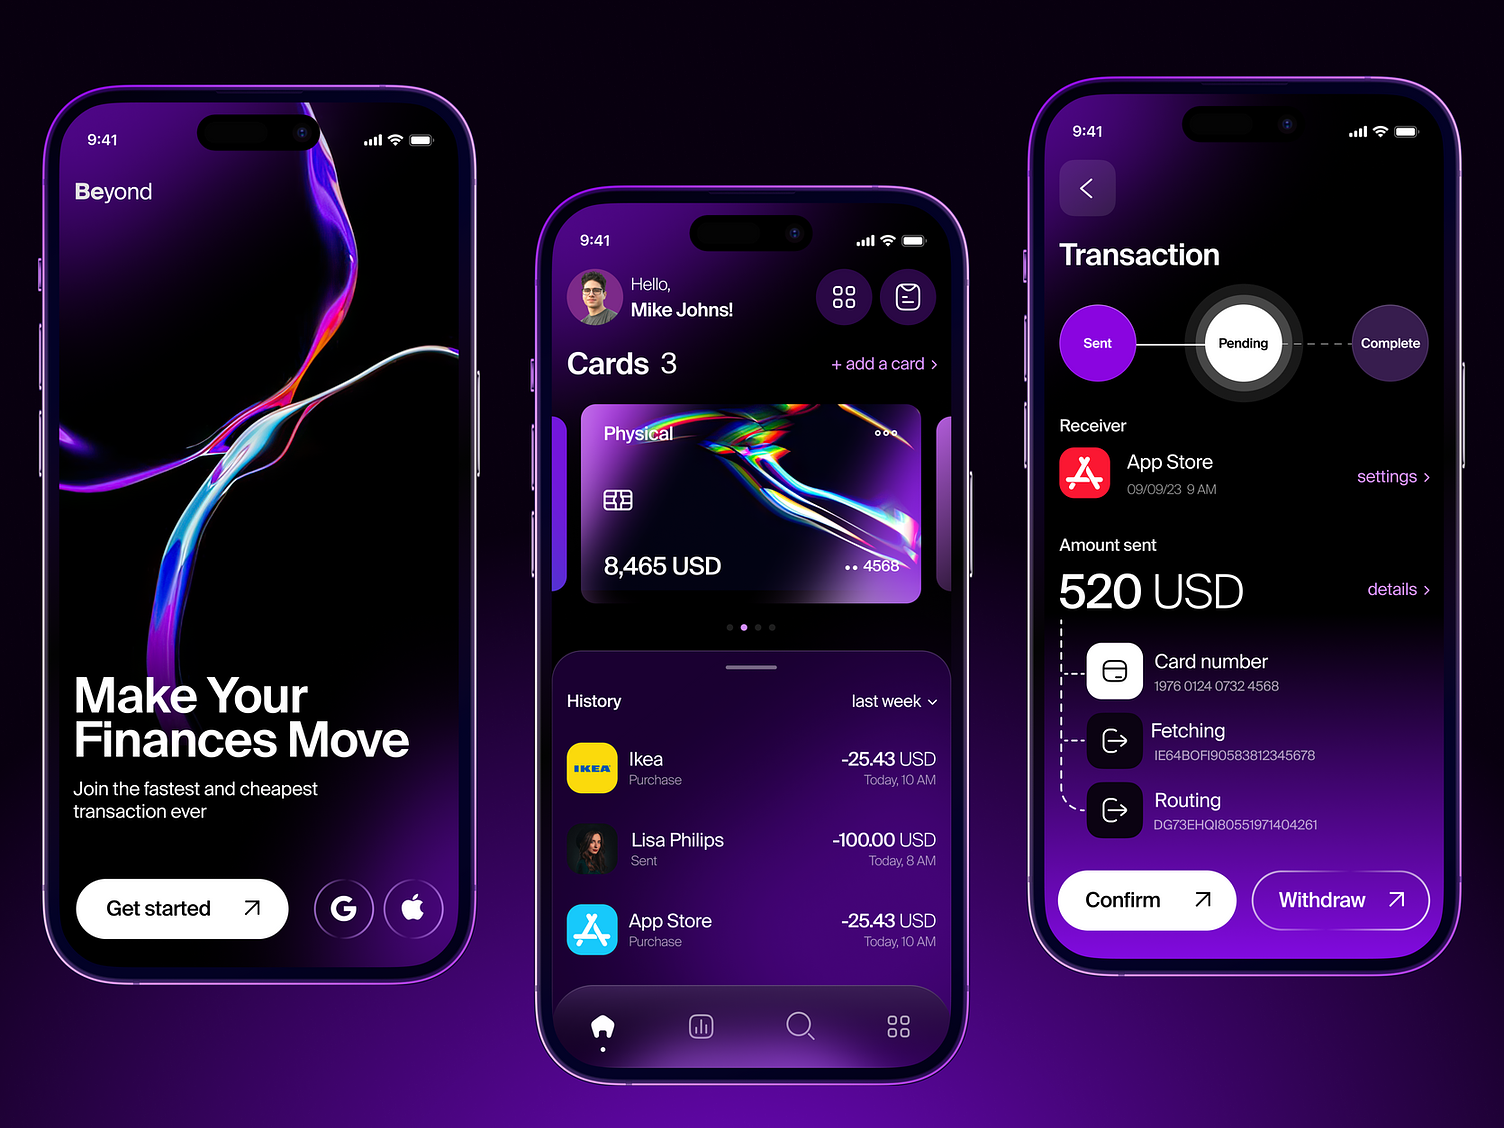 9:41
Beyond
Make Your
Finances Move
Join the fastest and cheapest
transaction ever
Get started
G
9:41
Hello,
Mike Johns!
Cards 3
+ add a card >
Physical
8,465 USD
•• 4568
History
last week
IKEA
Ikea
-25.43 USD
Purchase
Today, 10 AM
Lisa Philips
-100.00 USD
Sent
Today, 8 AM
App Store
-25.43 USD
Purchase
Today, 10 AM
9:41
Transaction
Sent
Pending
Complete
Receiver
App Store
09/09/23 9 AM
settings >
Amount sent
520 USD
details >
Card number
1976 0124 0732 4568
Fetching
IE64BOFI90583812345678
Routing
DG73EHQI80551971404261
Confirm
Withdraw